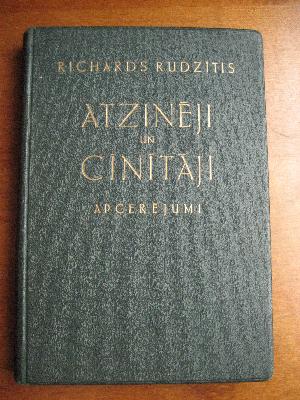 RICHARDS RUDZĪTIS
ATZINĒJI
UN
CĪNĪTĀJI
APCERĒJUMI